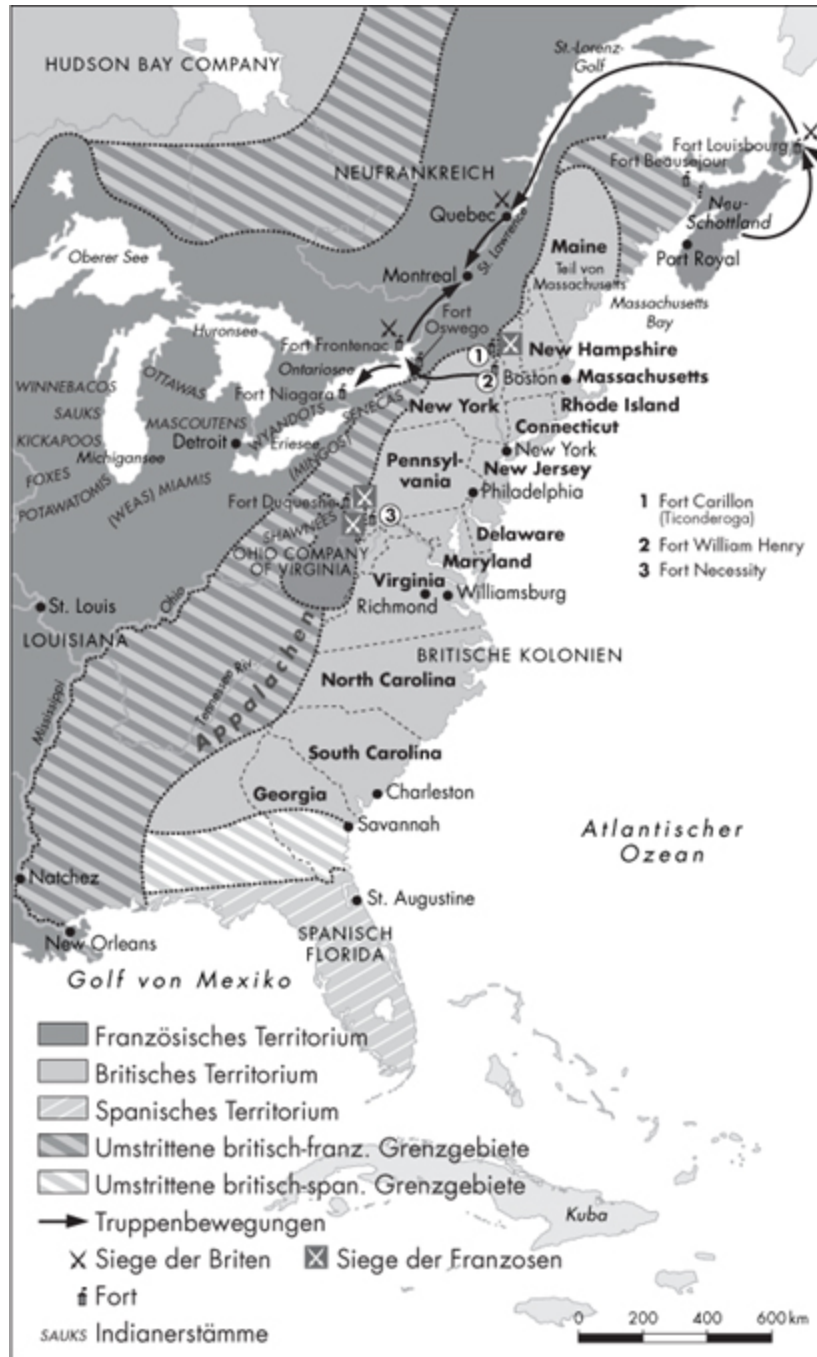 HUDSON BAY COMPANY
St.-Lorenz-
Golf
NEUFRANKREICH
Fort Louisbourg
Fort Beauséjour
Quebec
St. Lawrence
Neu-
Schottland
Oberer See
Maine
Teil von
Massachusetts
Port Royal
Montreal
Massachusetts
Bay
Fort
Oswego
Huronsee
Fort Frontenac
1
New Hampshire
Ontariosee
OTTAWAS
WINNEBACOS
Fort Niagara
2
Boston
Massachusetts
SAUKS
SENECAS
New York
Rhode Island
MASCOUTENS
WYANDOTS
Connecticut
KICKAPOOS
Detroit
Eriesee
(MINGOS)
New York
Michigansee
Pennsyl-
vania
New Jersey
FOXES
(WEAS) MIAMIS
Philadelphia
POTAWATOMIS
Fort Duquesne
3
SHAWNEES
Delaware
OHIO COMPANY
OF VIRGINIA
Maryland
1 Fort Carillon
(Ticonderoga)
2 Fort William Henry
3 Fort Necessity
Virginia
Richmond
Williamsburg
St. Louis
Ohio
LOUISIANA
BRITISCHE KOLONIEN
Appalachen
Tennessee Riv.
North Carolina
Mississippi
South Carolina
Georgia
Charleston
Savannah
Atlantischer
Ozean
Natchez
St. Augustine
New Orleans
SPANISCH
FLORIDA
Golf von Mexiko
Französisches Territorium
Britisches Territorium
Spanisches Territorium
Umstrittene britisch-franz. Grenzgebiete
Umstrittene britisch-span. Grenzgebiete
Truppenbewegungen
Kuba
Siege der Briten
Siege der Franzosen
Fort
SAUKS Indianerstämme
0 200 400 600 km